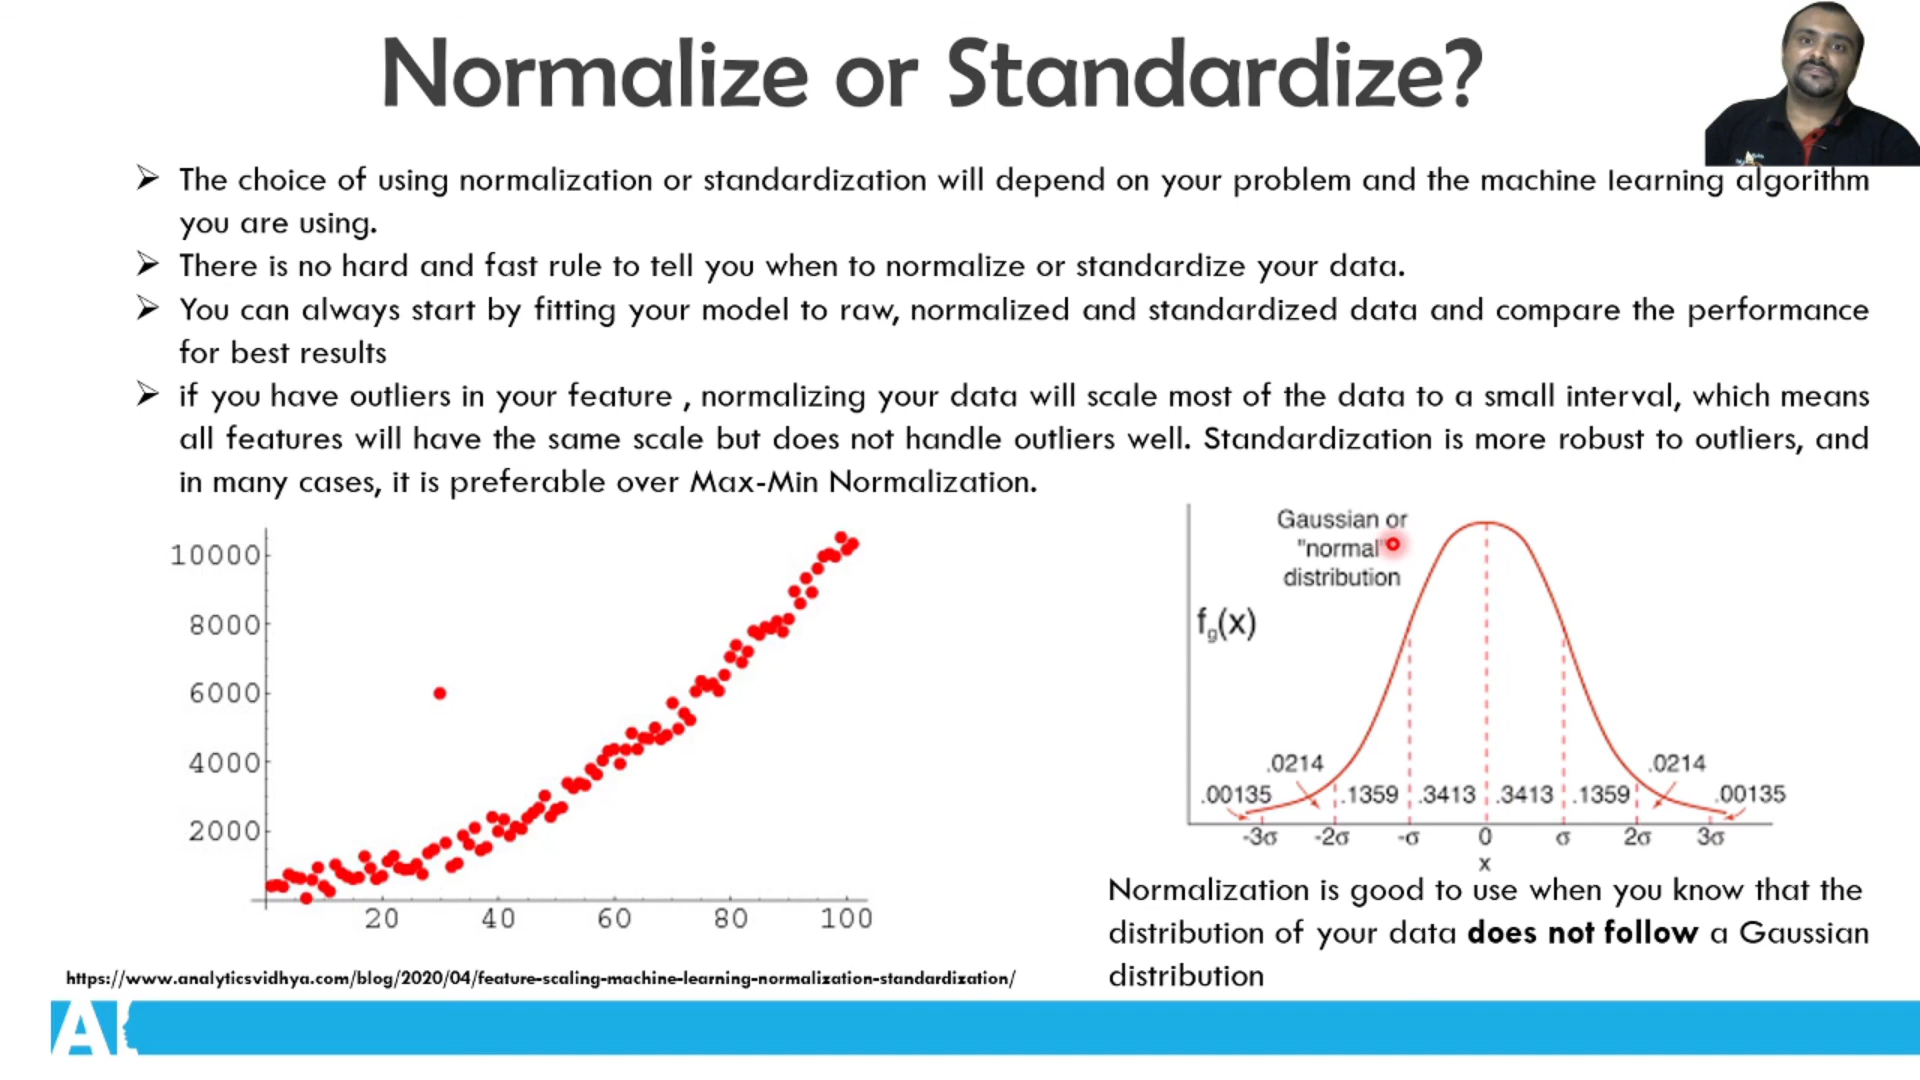 Normalize or Standardize?
➢ The choice of using normalization or standardization will depend on your problem and the machine learning algorithm
you are using.
➢ There is no hard and fast rule to tell you when to normalize or standardize your data.
➢ You can always start by fitting your model to raw, normalized and standardized data and compare the performance
for best results
➢ if you have outliers in your feature , normalizing your data will scale most of the data to a small interval, which means
all features will have the same scale but does not handle outliers well. Standardization is more robust to outliers, and
in many cases, it is preferable over Max-Min Normalization.
10000
8000
6000
4000
2000
20 40 60 80 100
Gaussian or
"normal"
distribution
f_g(x)
.0214 .0214
.00135 .1359 .3413 .3413 .1359 .00135
-3σ -2σ -σ 0 σ 2σ 3σ
x
Normalization is good to use when you know that the
distribution of your data does not follow a Gaussian
distribution
https://www.analyticsvidhya.com/blog/2020/04/feature-scaling-machine-learning-normalization-standardization/
AI